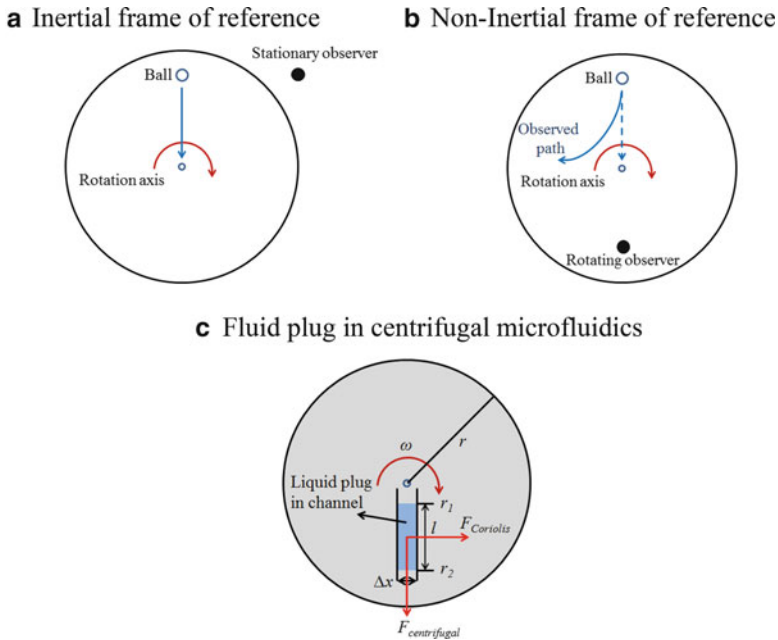 a Inertial frame of reference
Stationary observer
Ball
Rotation axis
b Non-Inertial frame of reference
Ball
Observed
path
Rotation axis
Rotating observer
c Fluid plug in centrifugal microfluidics
r
ω
Liquid plug
in channel
r1
l
FCoriolis
r2
Δx
Fcentrifugal